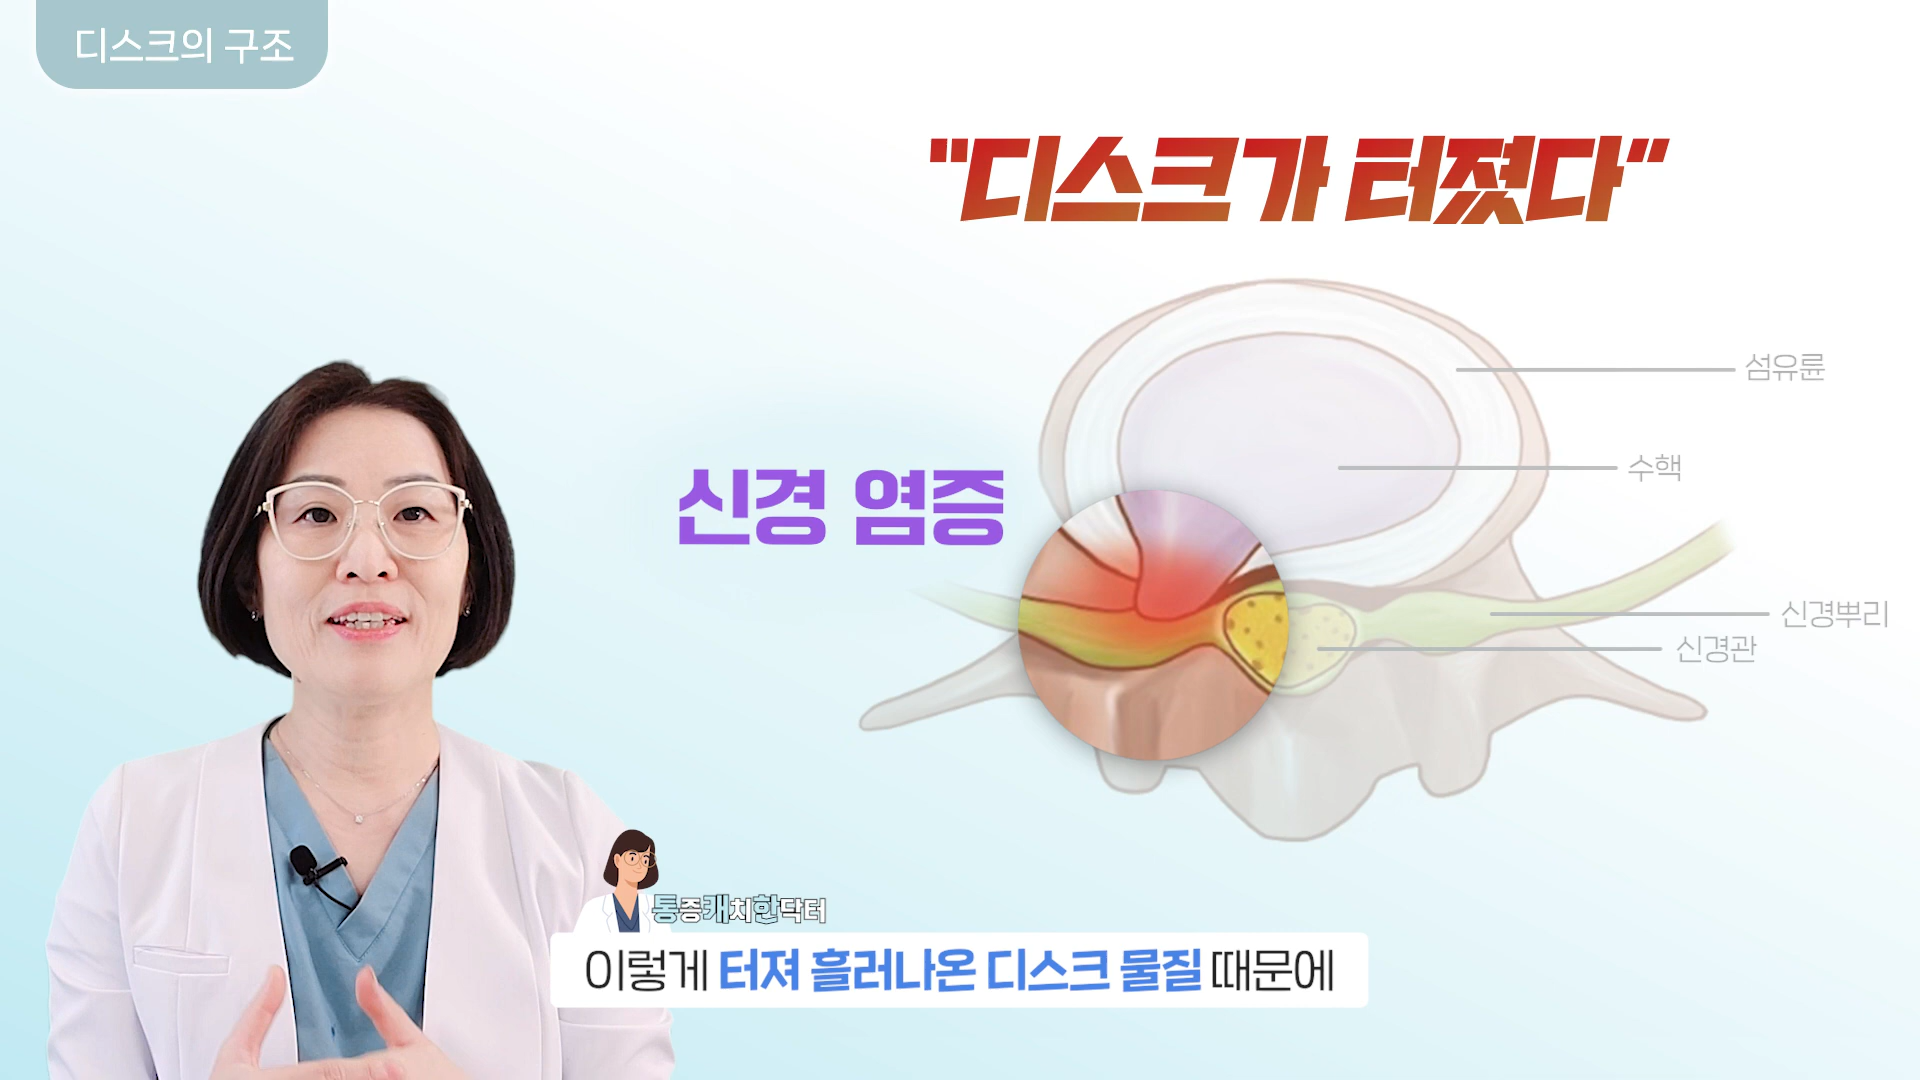 디스크의 구조
"디스크가 터졌다"
섬유륜
수핵
신경 염증
신경뿌리
신경관
통증캐치한닥터
이렇게 터져 흘러나온 디스크 물질 때문에